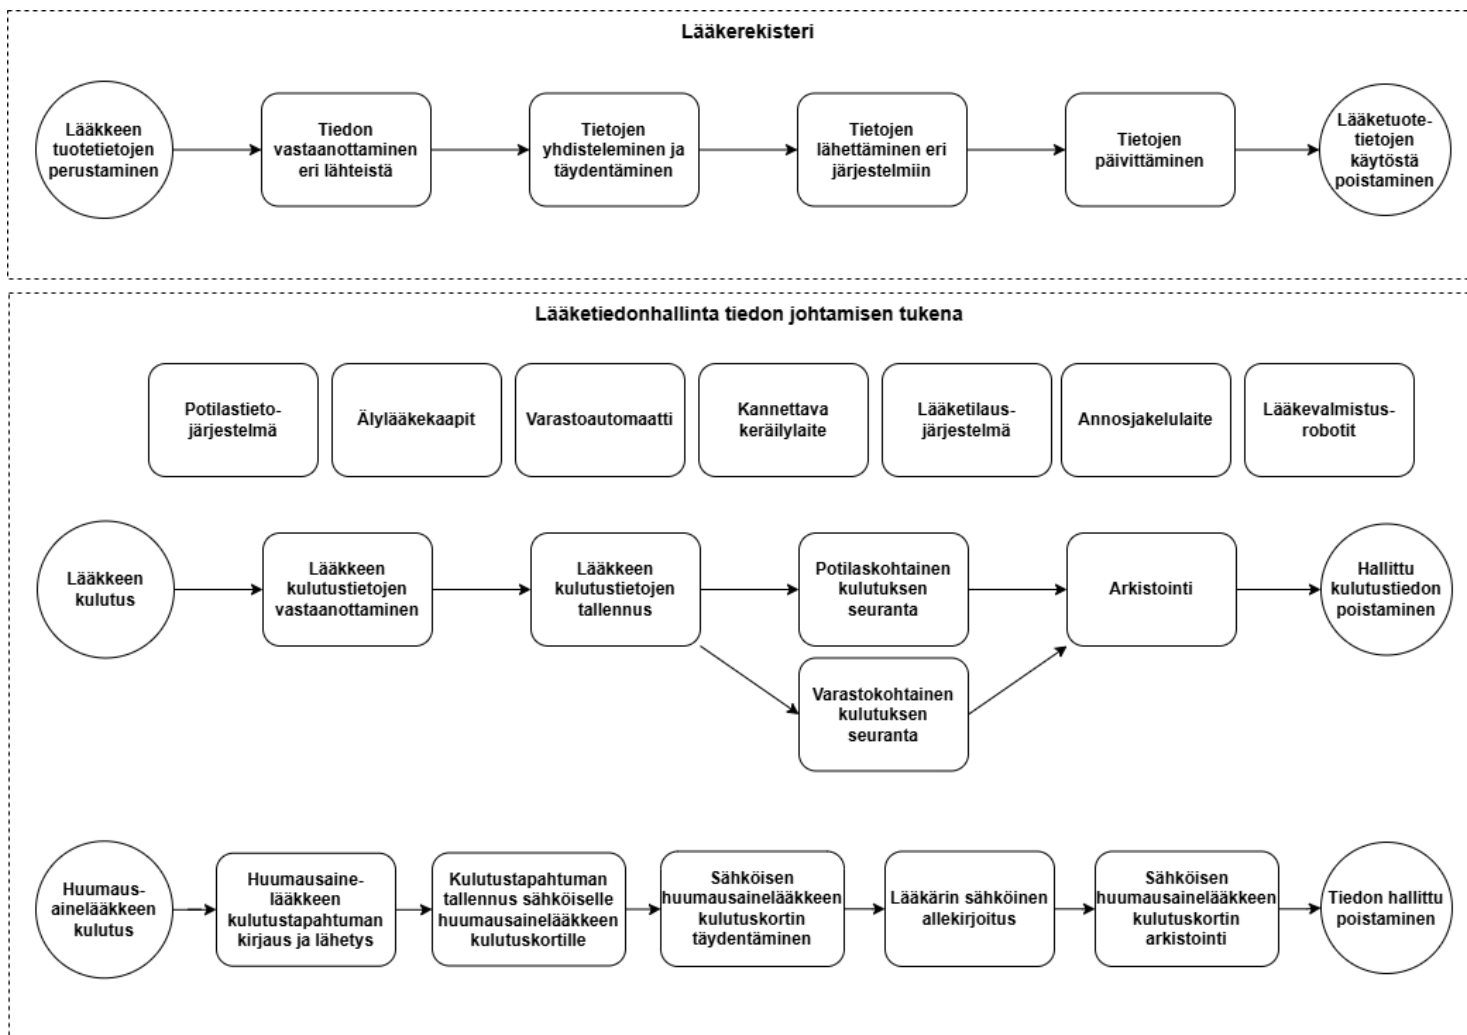 Lääkerekisteri
Lääkkeen
tuotetietojen
perustaminen
Tiedon
vastaanottaminen
eri lähteistä
Tietojen
yhdisteleminen ja
täydentäminen
Tietojen
lähettäminen eri
järjestelmiin
Tietojen
päivittäminen
Lääketuote-
tietojen
käytöstä
poistaminen
Lääketiedonhallinta tiedon johtamisen tukena
Potilastieto-
järjestelmä
Älylääkekaapit
Varastoautomaatti
Kannettava
keräilylaite
Lääketilaus-
järjestelmä
Annosjakelulaite
Lääkevalmistus-
robotit
Lääkkeen
kulutus
Lääkkeen
kulutustietojen
vastaanottaminen
Lääkkeen
kulutustietojen
tallennus
Potilaskohtainen
kulutuksen
seuranta
Varastokohtainen
kulutuksen
seuranta
Arkistointi
Hallittu
kulutustiedon
poistaminen
Huumaus-
ainelääkkeen
kulutus
Huumausaine-
lääkkeen
kulutustapahtuman
kirjaus ja lähetys
Kulutustapahtuman
tallennus sähköiselle
huumausainelääkkeen
kulutuskortille
Sähköisen
huumausainelääkkeen
kulutuskortin
täydentäminen
Lääkärin sähköinen
allekirjoitus
Sähköisen
huumausainelääkkeen
kulutuskortin
arkistointi
Tiedon hallittu
poistaminen